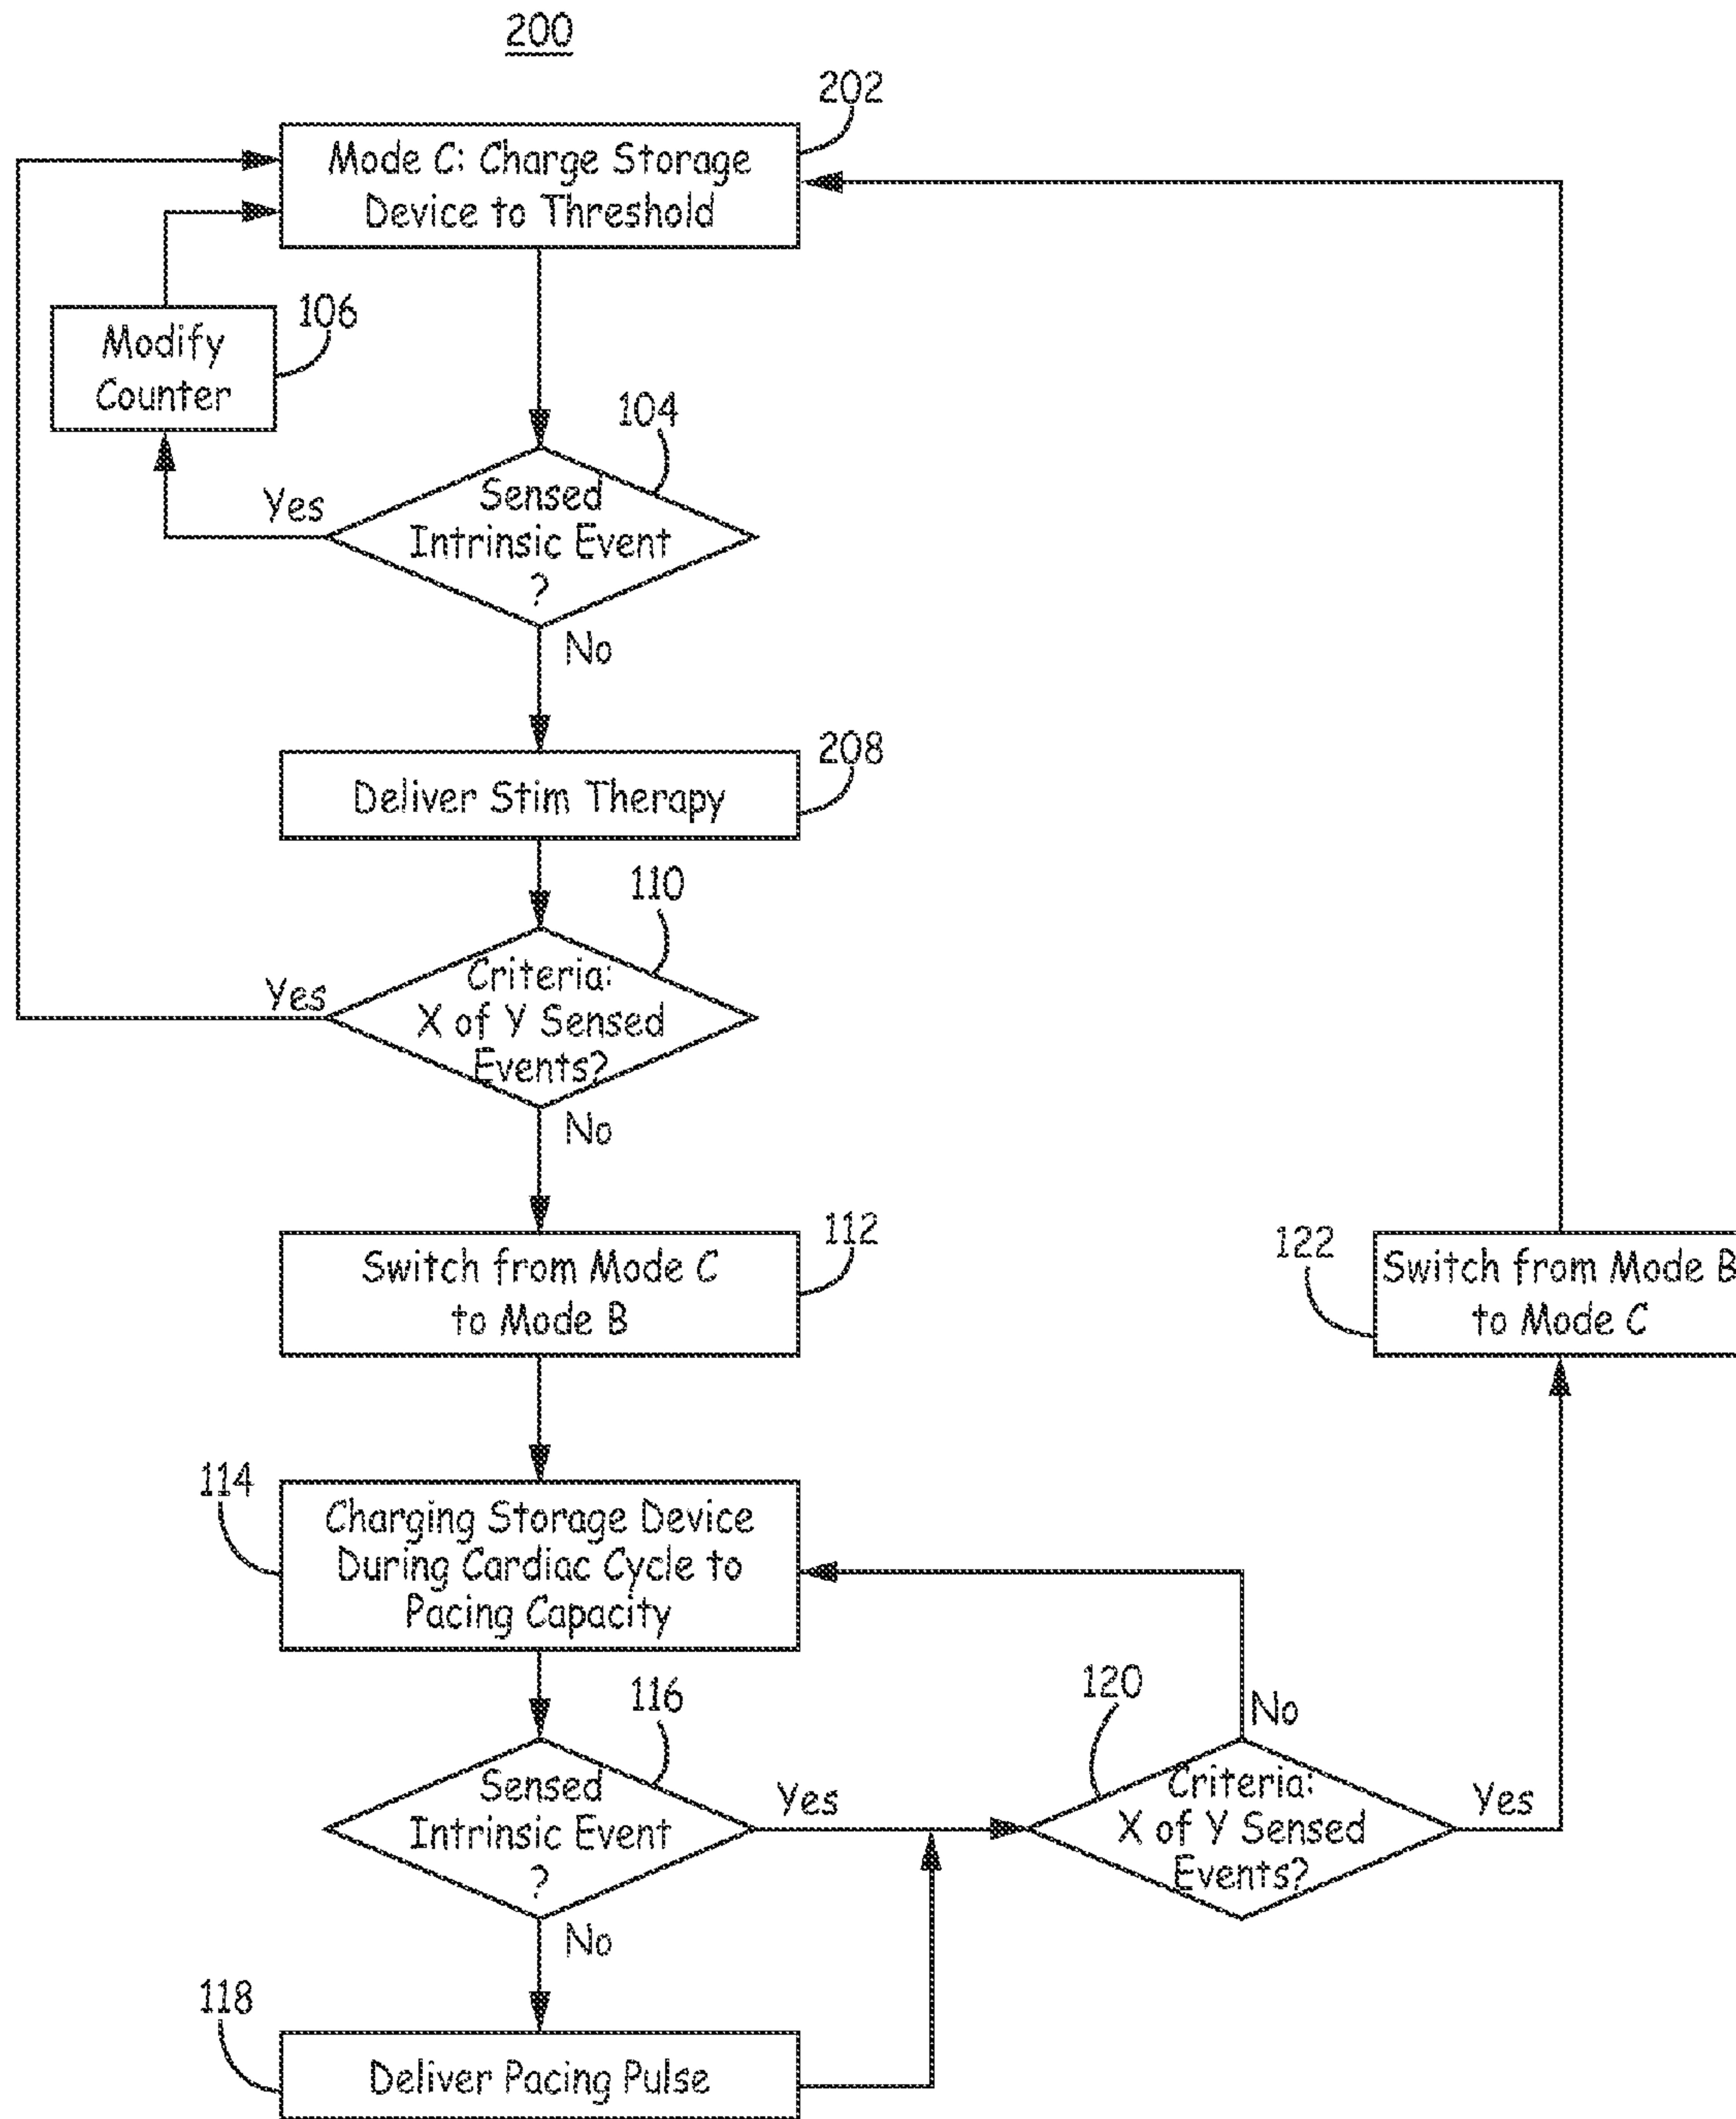 200
202
Mode C: Charge Storage
Device to Threshold
106
Modify
Counter
104
Sensed
Intrinsic Event
?
Yes
No
208
Deliver Stim Therapy
110
Criteria:
X of Y Sensed
Events?
Yes
No
112
Switch from Mode C
to Mode B
122
Switch from Mode B
to Mode C
114
Charging Storage Device
During Cardiac Cycle to
Pacing Capacity
116
Sensed
Intrinsic Event
?
Yes
No
120
Criteria:
X of Y Sensed
Events?
No
Yes
118
Deliver Pacing Pulse